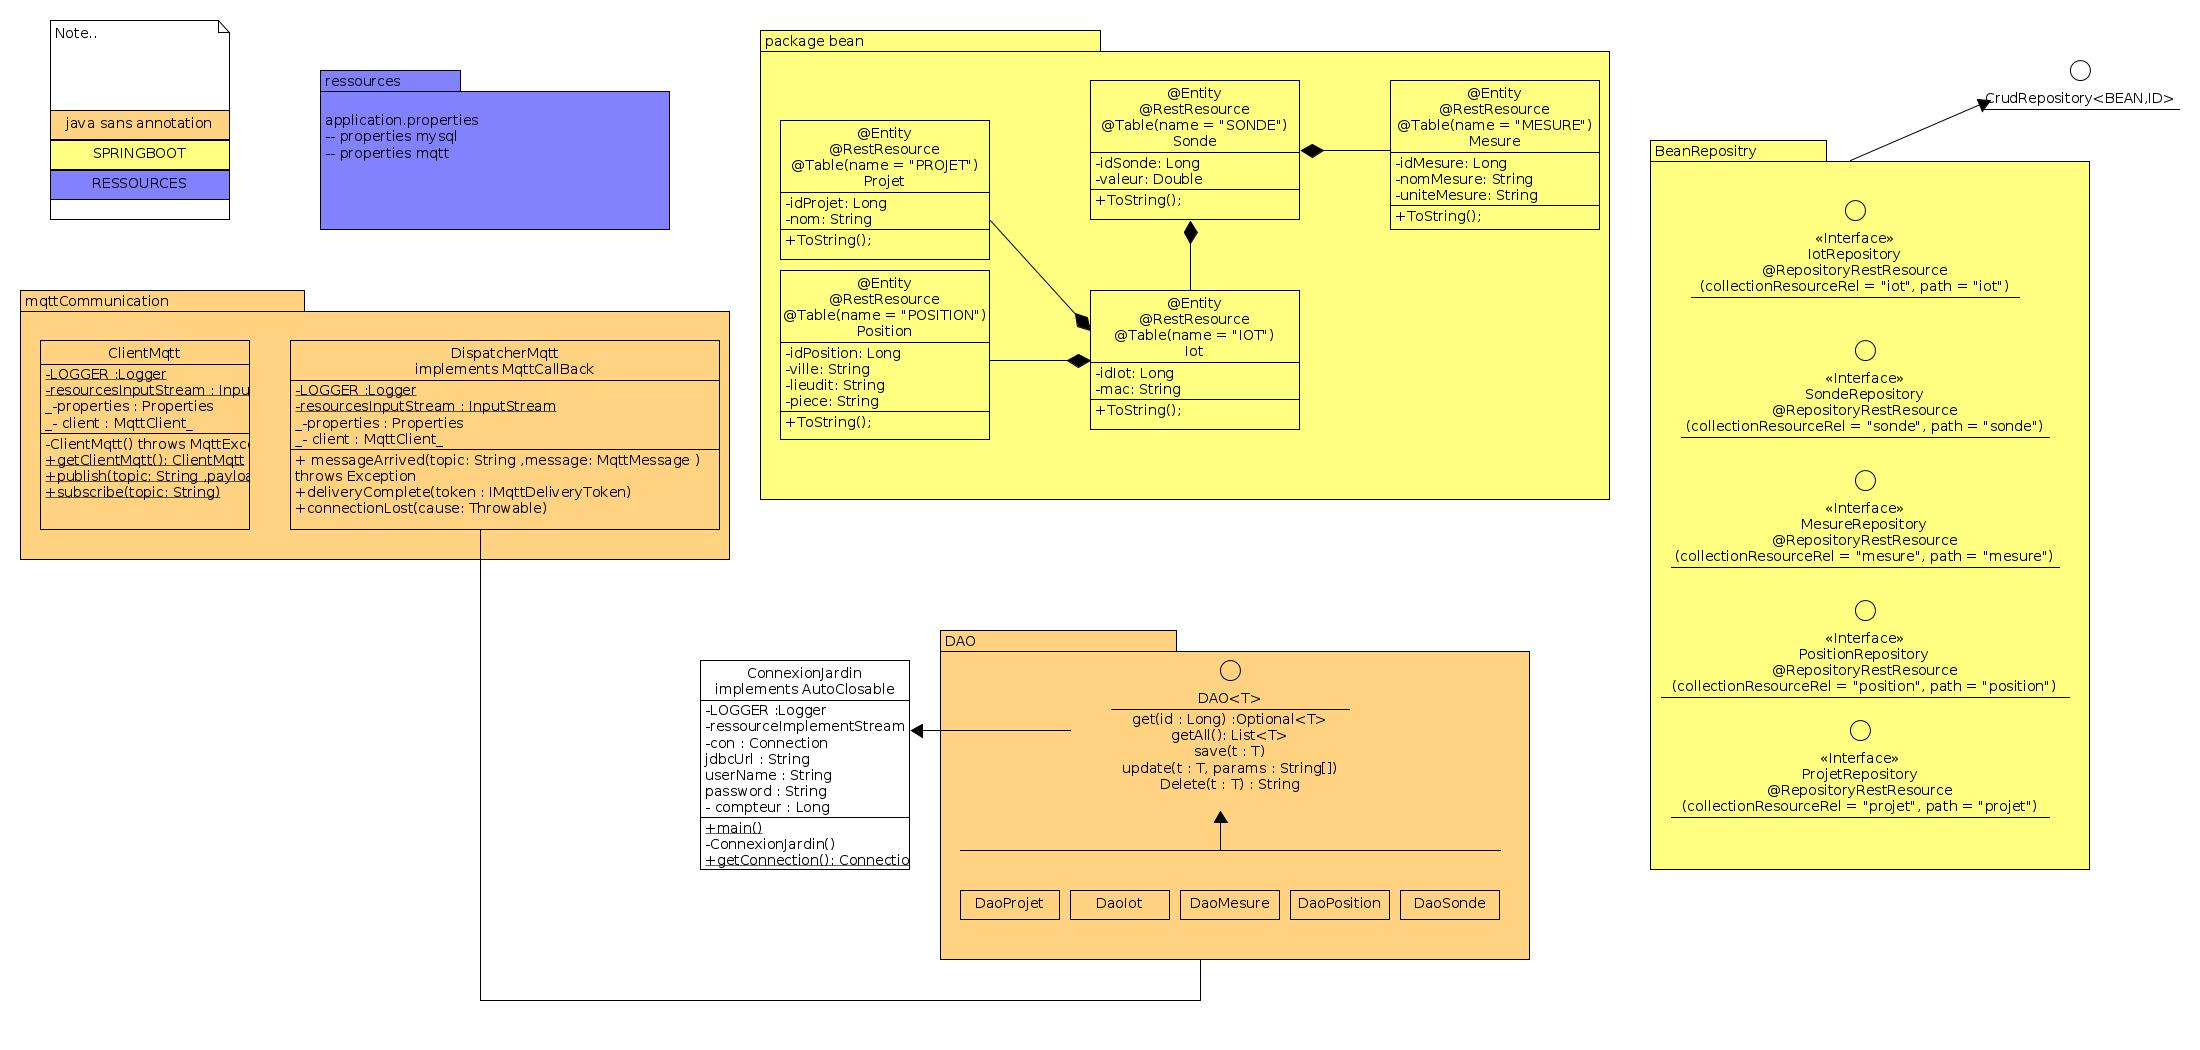 Note..
java sans annotation
SPRINGBOOT
RESSOURCES
ressources
application.properties
-- properties mysql
-- properties mqtt
package bean
@Entity
@RestResource
@Table(name = "PROJET")
Projet
-idProjet: Long
-nom: String
+ToString();
@Entity
@RestResource
@Table(name = "SONDE")
Sonde
-idSonde: Long
-valeur: Double
+ToString();
@Entity
@RestResource
@Table(name = "MESURE")
Mesure
-idMesure: Long
-nomMesure: String
-uniteMesure: String
+ToString();
@Entity
@RestResource
@Table(name = "POSITION")
Position
-idPosition: Long
-ville: String
-lieudit: String
-piece: String
+ToString();
@Entity
@RestResource
@Table(name = "IOT")
Iot
-idIot: Long
-mac: String
+ToString();
CrudRepository<BEAN,ID>
BeanRepositry
«Interface»
IotRepository
@RepositoryRestResource
(collectionResourceRel = "iot", path = "iot")
«Interface»
SondeRepository
@RepositoryRestResource
(collectionResourceRel = "sonde", path = "sonde")
«Interface»
MesureRepository
@RepositoryRestResource
(collectionResourceRel = "mesure", path = "mesure")
«Interface»
PositionRepository
@RepositoryRestResource
(collectionResourceRel = "position", path = "position")
«Interface»
ProjetRepository
@RepositoryRestResource
(collectionResourceRel = "projet", path = "projet")
mqttCommunication
ClientMqtt
-LOGGER :Logger
-resourcesInputStream : Inpu
_-properties : Properties
_- client : MqttClient_
-ClientMqtt() throws MqttExce
+getClientMqtt(): ClientMqtt
+publish(topic: String ,payloa
+subscribe(topic: String)
DispatcherMqtt
implements MqttCallBack
-LOGGER :Logger
-resourcesInputStream : InputStream
_-properties : Properties
_- client : MqttClient_
+ messageArrived(topic: String ,message: MqttMessage )
throws Exception
+deliveryComplete(token : IMqttDeliveryToken)
+connectionLost(cause: Throwable)
ConnexionJardin
implements AutoClosable
-LOGGER :Logger
-ressourceImplementStream
-con : Connection
jdbcUrl : String
userName : String
password : String
- compteur : Long
+main()
-ConnexionJardin()
+getConnection(): Connectio
DAO
DAO<T>
get(id : Long) :Optional<T>
getAll(): List<T>
save(t : T)
update(t : T, params : String[])
Delete(t : T) : String
DaoProjet
DaoIot
DaoMesure
DaoPosition
DaoSonde